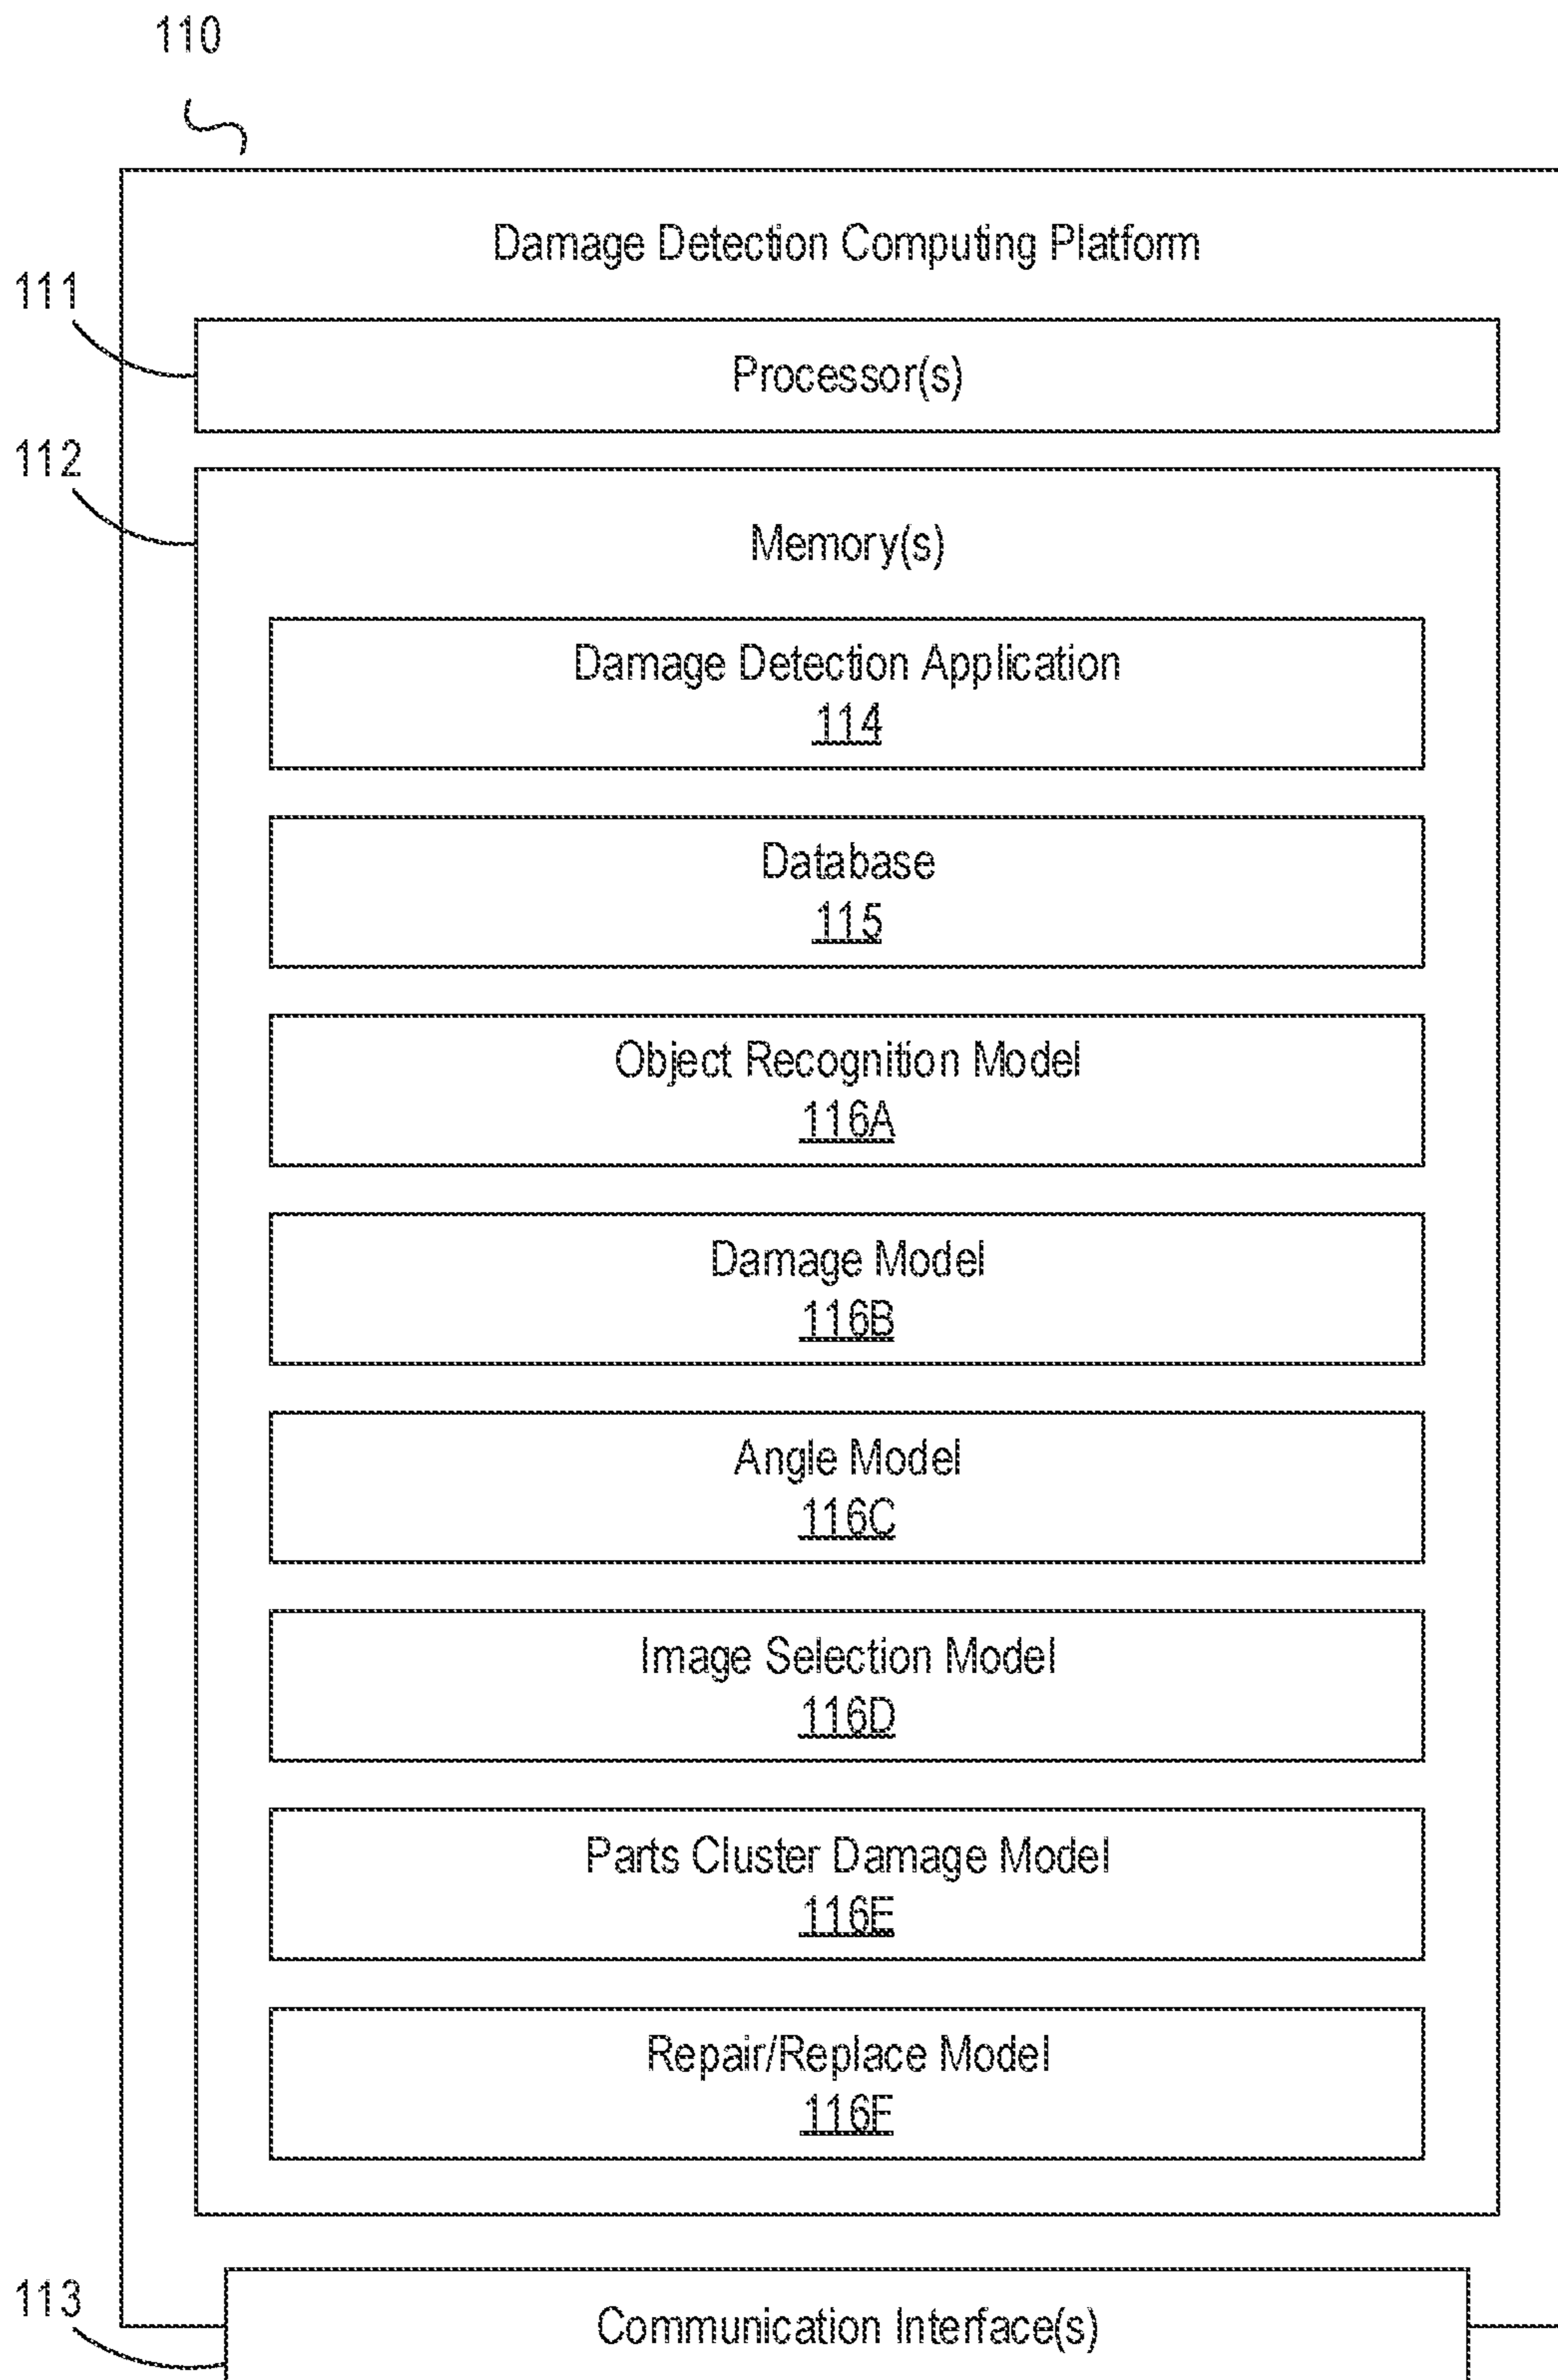 110
Damage Detection Computing Platform
111
Processor(s)
112
Memory(s)
Damage Detection Application
114
Database
115
Object Recognition Model
116A
Damage Model
116B
Angle Model
116C
Image Selection Model
116D
Parts Cluster Damage Model
116E
Repair/Replace Model
116F
113
Communication Interface(s)